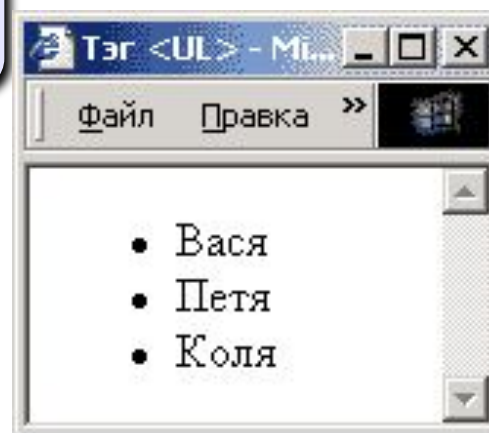 Тэг <UL> - Mi...
Файл Правка »
• Вася
• Петя
• Коля